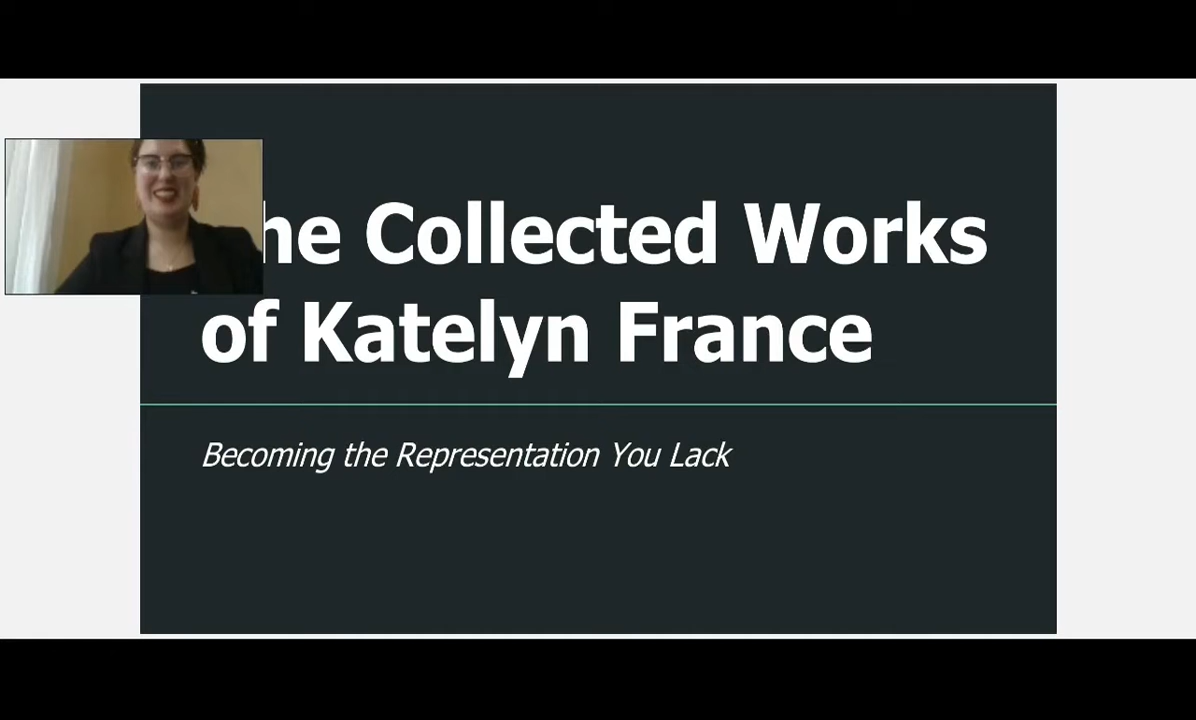 he Collected Works
of Katelyn France
Becoming the Representation You Lack